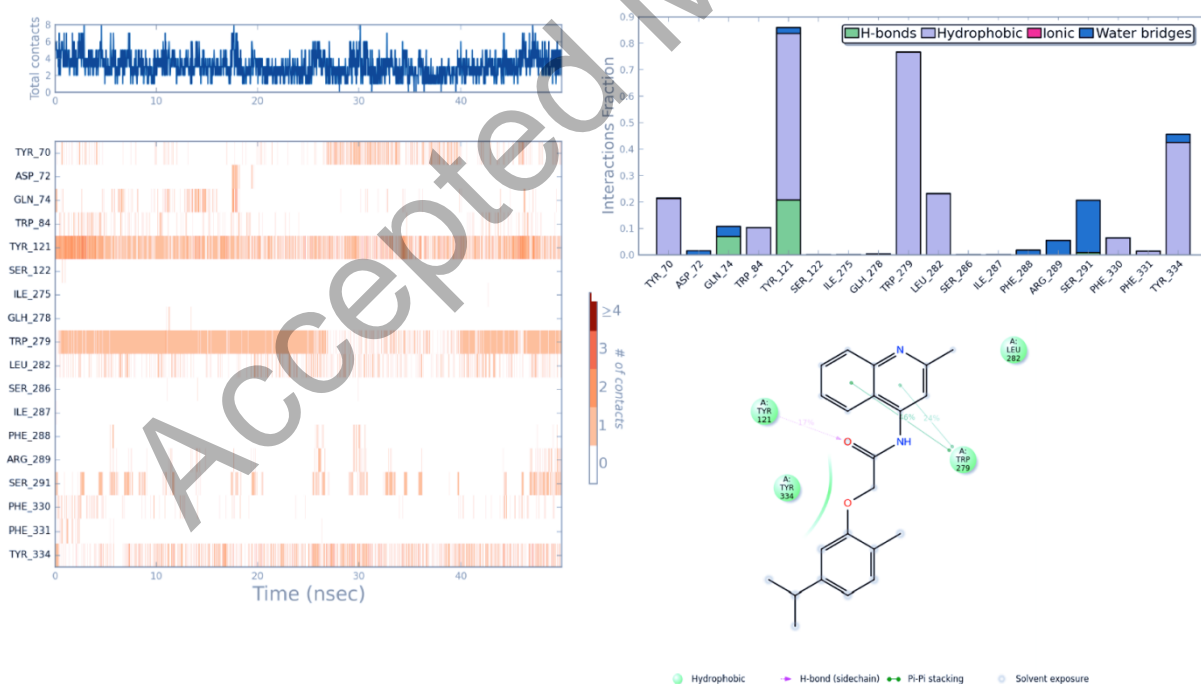 Total contacts
8
6
4
2
0
0 10 20 30 40
TYR_70
ASP_72
GLN_74
TRP_84
TYR_121
SER_122
ILE_275
GLH_278
TRP_279
LEU_282
SER_286
ILE_287
PHE_288
ARG_289
SER_291
PHE_330
PHE_331
TYR_334
0 10 20 30 40
Time (nsec)
≥4
3
2
1
0
# of contacts
Accepted
Interactions Fraction
0.9
0.8
0.7
0.6
0.5
0.4
0.3
0.2
0.1
0.0
H-bonds Hydrophobic Ionic Water bridges
TYR_70 ASP_72 GLN_74 TRP_84 TYR_121 SER_122 ILE_275 GLH_278 TRP_279 LEU_282 SER_286 ILE_287 PHE_288 ARG_289 SER_291 PHE_330 PHE_331 TYR_334
N
A:
LEU
282
A:
TYR
121
O
NH
A:
TRP
279
A:
TYR
334
O
Hydrophobic H-bond (sidechain) Pi-Pi stacking Solvent exposure